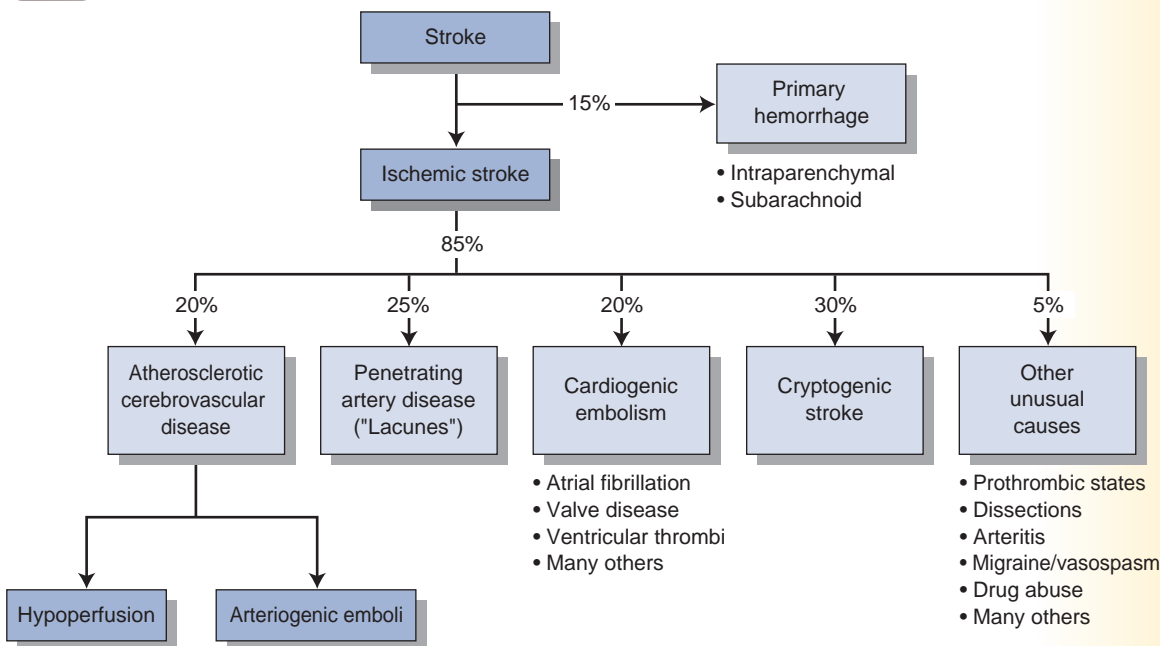 Stroke
15%
Primary
hemorrhage
• Intraparenchymal
• Subarachnoid
Ischemic stroke
85%
20%
25%
20%
30%
5%
Atherosclerotic
cerebrovascular
disease
Penetrating
artery disease
("Lacunes")
Cardiogenic
embolism
Cryptogenic
stroke
Other
unusual
causes
• Atrial fibrillation
• Valve disease
• Ventricular thrombi
• Many others
• Prothrombic states
• Dissections
• Arteritis
• Migraine/vasospasm
• Drug abuse
• Many others
Hypoperfusion
Arteriogenic emboli